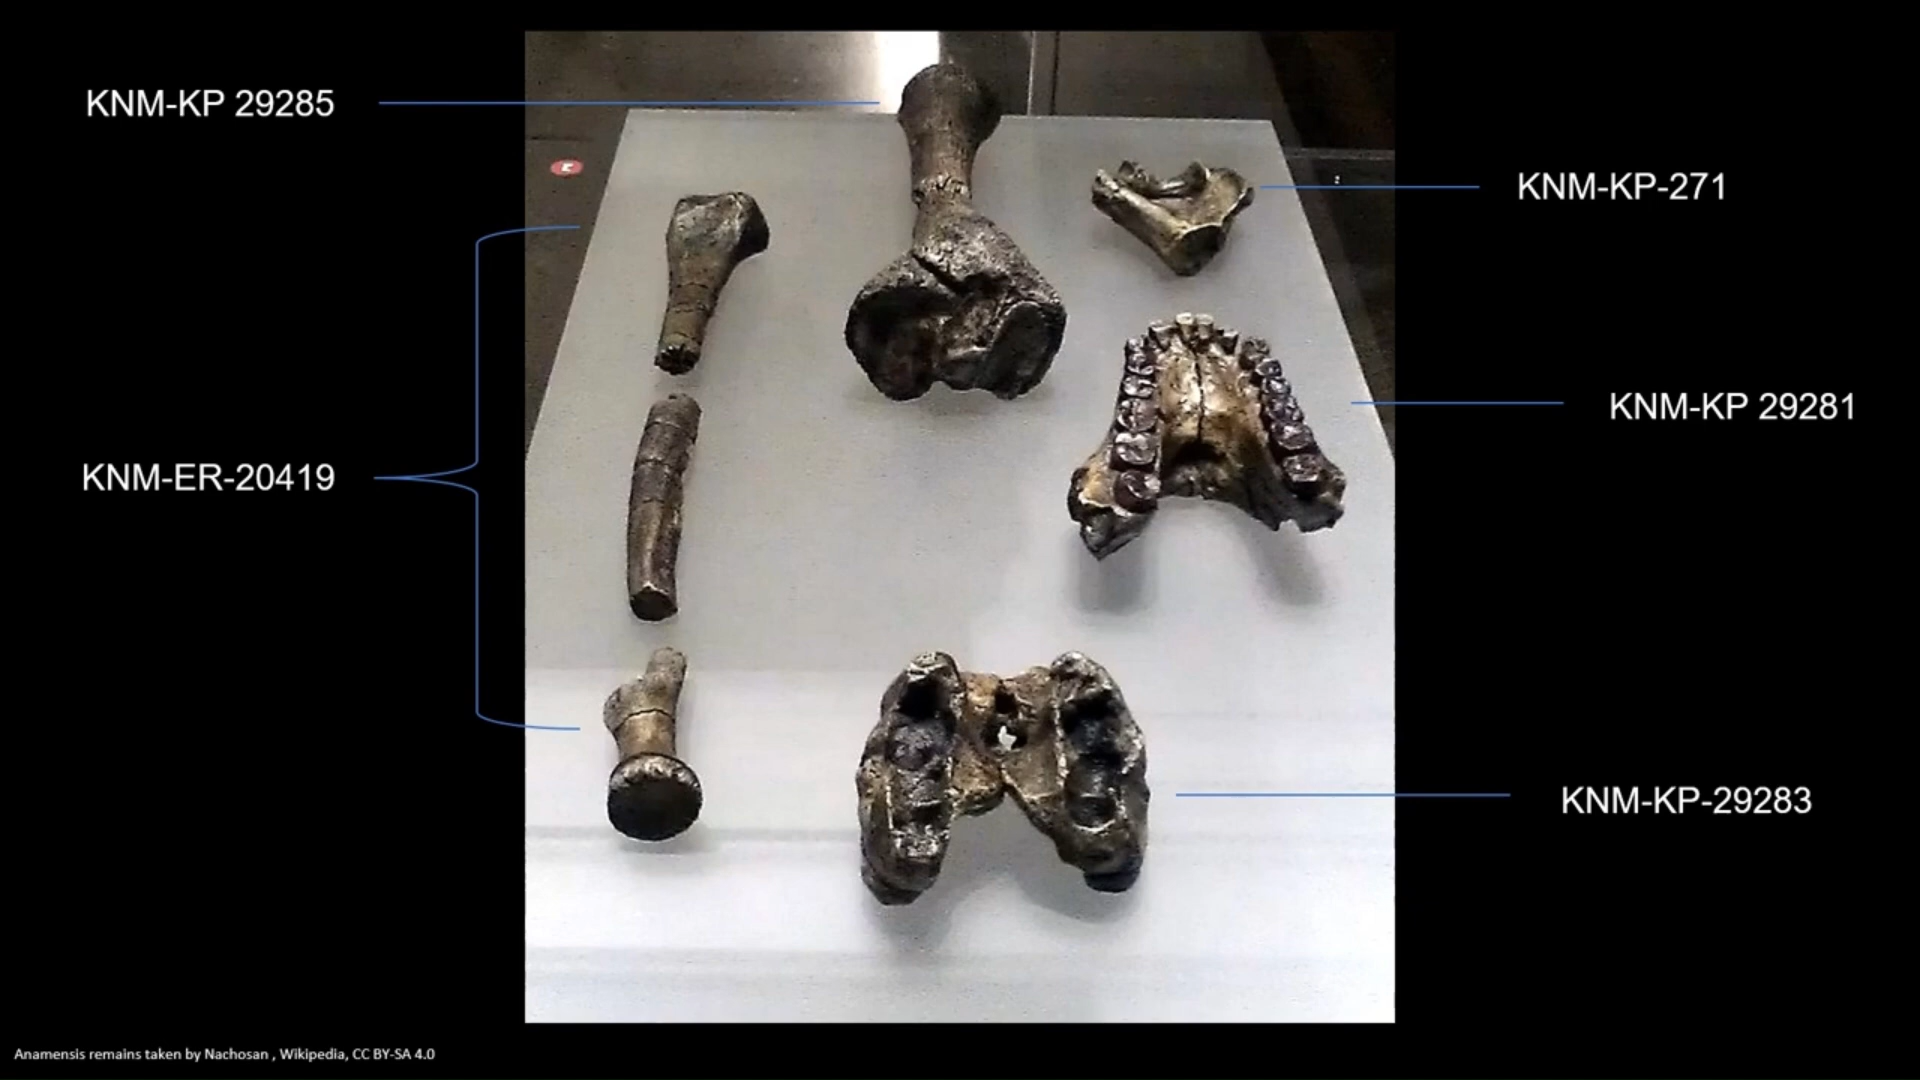 KNM-KP 29285
KNM-KP-271
KNM-KP 29281
KNM-ER-20419
KNM-KP-29283
E
Anamensis remains taken by Nachosan , Wikipedia, CC BY-SA 4.0